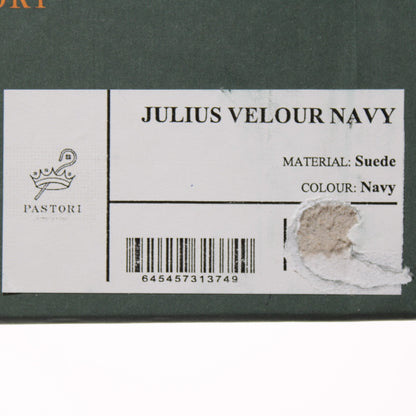 JULIUS VELOUR NAVY
MATERIAL: Suede
COLOUR: Navy
PASTORI
645457313749